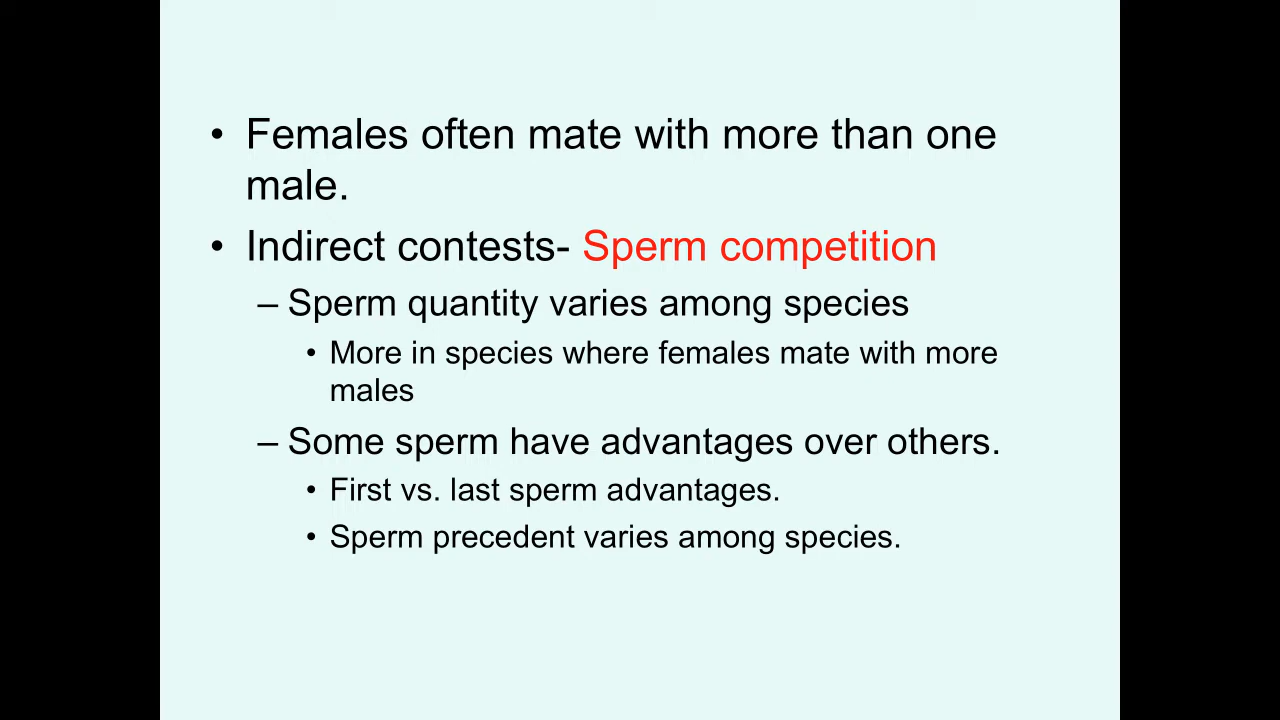 • Females often mate with more than one
male.
• Indirect contests- Sperm competition
– Sperm quantity varies among species
• More in species where females mate with more
males
– Some sperm have advantages over others.
• First vs. last sperm advantages.
• Sperm precedent varies among species.